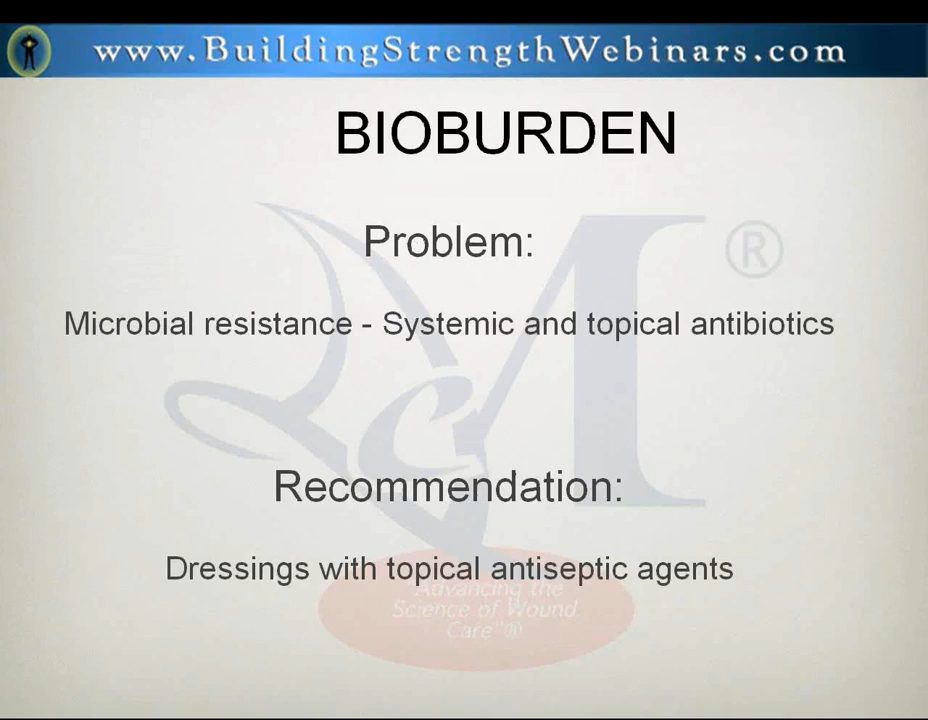 www.BuildingStrengthWebinars.com
BIOBURDEN
Problem:
®
Microbial resistance - Systemic and topical antibiotics
Recommendation:
Dressings with topical antiseptic agents
"Advancing the
Science of Wound
Care"®